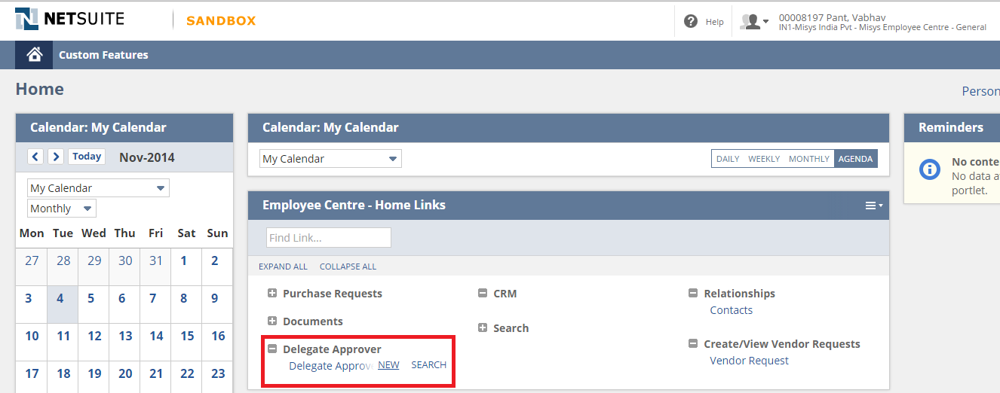 NETSUITE
SANDBOX
Help
00008197 Pant, Vabhav
IN1-Misys India Pvt - Misys Employee Centre - General
Custom Features
Home
Person
Calendar: My Calendar
Today Nov-2014
My Calendar
Monthly
Mon Tue Wed Thu Fri Sat Sun
27 28 29 30 31 1 2
3 4 5 6 7 8 9
10 11 12 13 14 15 16
17 18 19 20 21 22 23
Calendar: My Calendar
My Calendar
DAILY WEEKLY MONTHLY AGENDA
Employee Centre - Home Links
Find Link...
EXPAND ALL COLLAPSE ALL
Purchase Requests
Documents
Delegate Approver
Delegate Approve NEW SEARCH
CRM
Search
Relationships
Contacts
Create/View Vendor Requests
Vendor Request
Reminders
No conte
No data a
portlet.